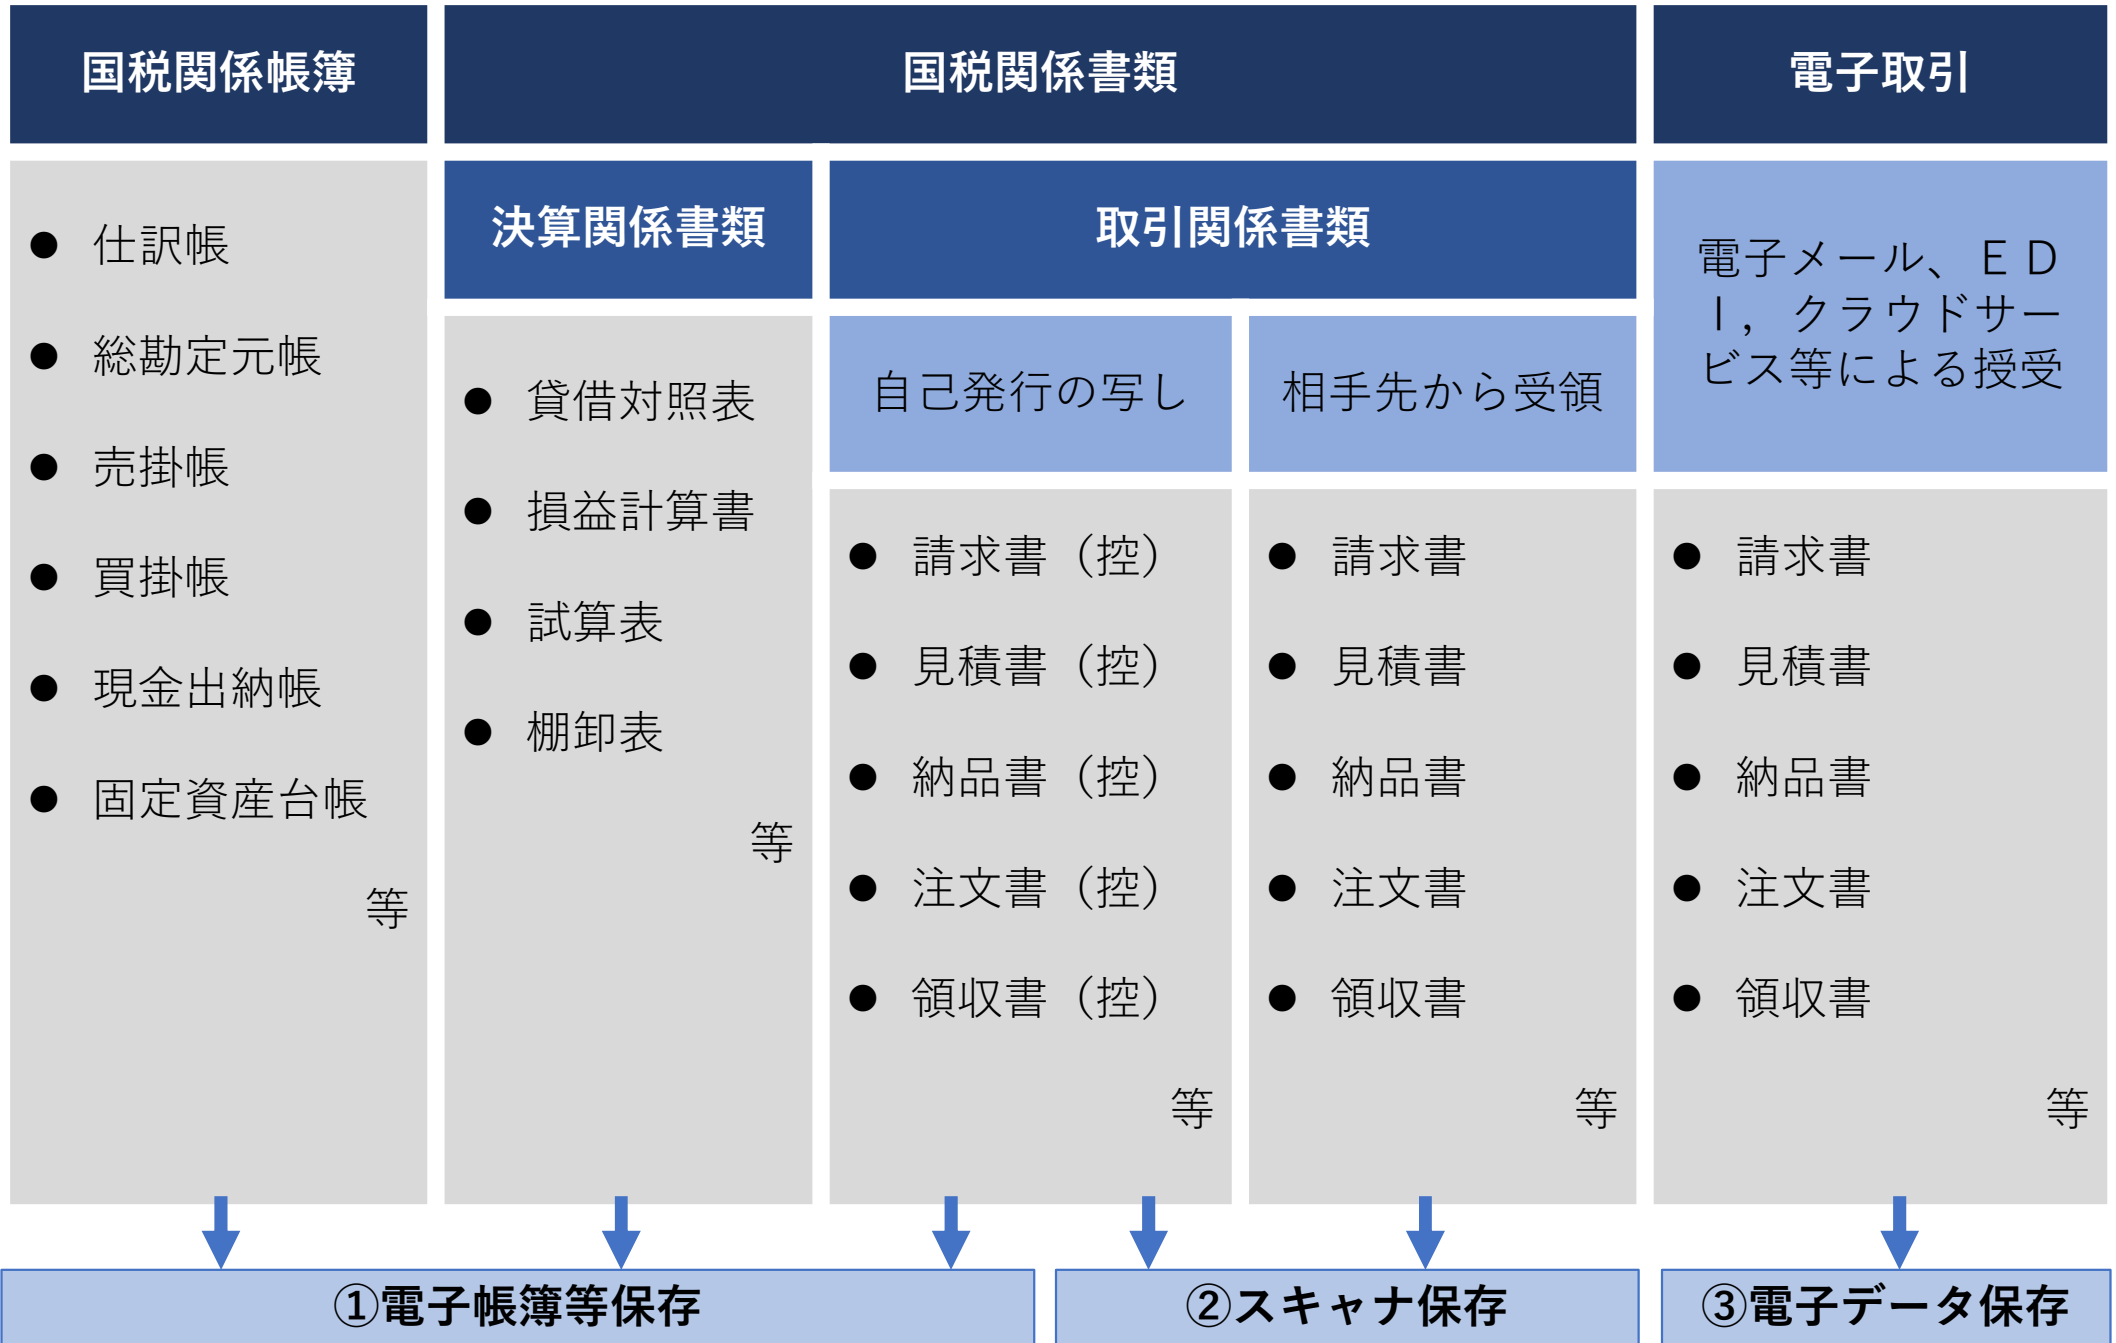 国税関係帳簿
国税関係書類
電子取引
● 仕訳帳
● 総勘定元帳
● 売掛帳
● 買掛帳
● 現金出納帳
● 固定資産台帳
等
決算関係書類
● 貸借対照表
● 損益計算書
● 試算表
● 棚卸表
等
取引関係書類
自己発行の写し
● 請求書（控）
● 見積書（控）
● 納品書（控）
● 注文書（控）
● 領収書（控）
等
相手先から受領
● 請求書
● 見積書
● 納品書
● 注文書
● 領収書
等
電子メール、ＥＤ
Ｉ，クラウドサー
ビス等による授受
● 請求書
● 見積書
● 納品書
● 注文書
● 領収書
等
①電子帳簿等保存
②スキャナ保存
③電子データ保存